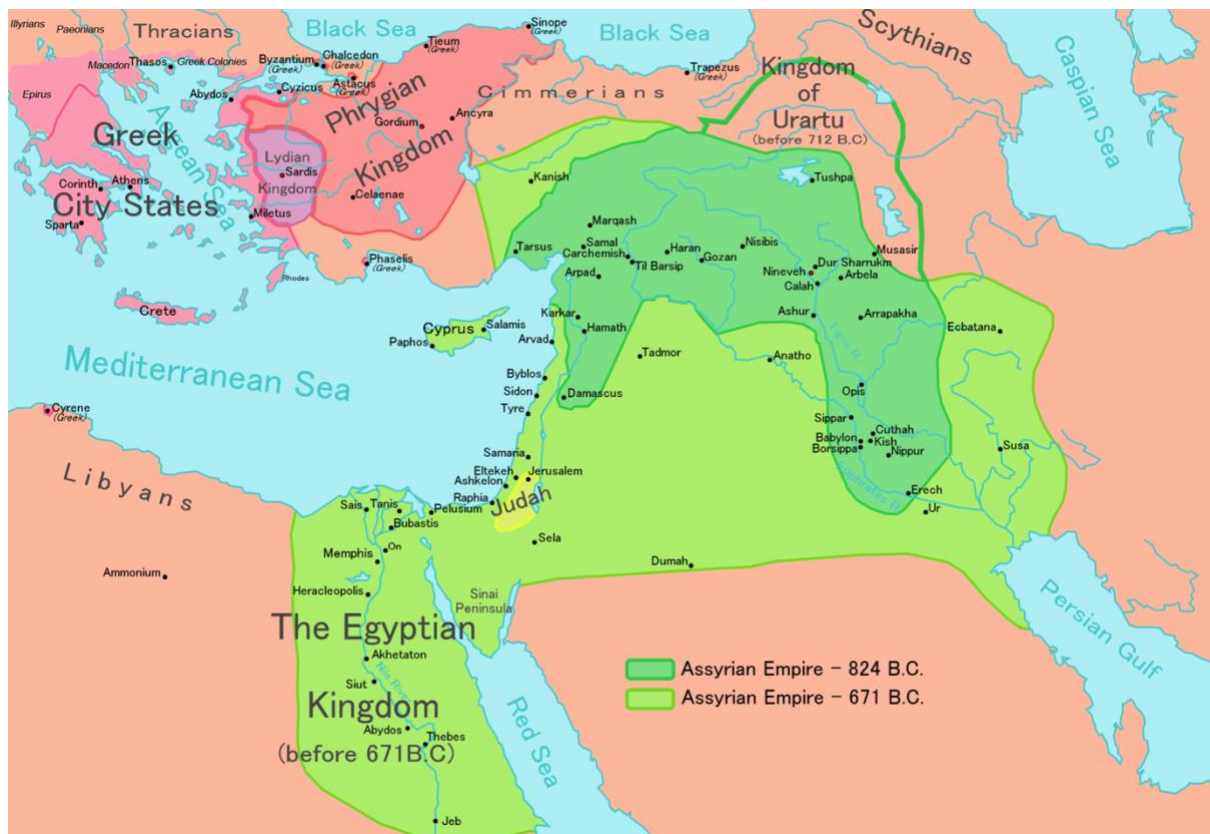 Illyrians
Paeonians
Thracians
Black Sea
Sinope
(Greek)
Black Sea
Scythians
Caspian Sea
Macedon
Thasos
Greek Colonies
Byzantium
(Greek)
Chalcedon
(Greek)
Tieum
(Greek)
Astacus
(Greek)
Trapezus
(Greek)
Kingdom
of
Urartu
(before 712 B.C)
Epirus
Abydos
Cyzicus
Phrygian
Kingdom
Cimmerians
Gordium
Ancyra
Aegean Sea
Greek
City States
Lydian
Kingdom
Sardis
Celaenae
Kanish
Tushpa
Corinth
Athens
Sparta
Miletus
Marqash
Samal
Carchemish
Haran
Nisibis
Musasir
Tarsus
Til Barsip
Gozan
Dur Sharrukm
Phaselis
(Greek)
Rhodes
Arpad
Nineveh
Arbela
Calah
Crete
Cyprus
Salamis
Paphos
Karkar
Hamath
Arvad
Ashur
Arrapakha
Ecbatana
Tigris R.
Tadmor
Anatho
Mediterranean Sea
Byblos
Sidon
Damascus
Opis
Tyre
Cyrene
(Greek)
Sippar
Cuthah
Babylon
Kish
Borsippa
Nippur
Susa
Samaria
Eltekeh
Jerusalem
Ashkelon
Judah
Raphia
Euphrates R.
Erech
Ur
Libyans
Sais
Tanis
Pelusium
Bubastis
Sela
Memphis
On
Dumah
Ammonium
Heracleopolis
Sinai
Peninsula
Persian Gulf
The Egyptian
Kingdom
(before 671B.C)
Akhetaton
Nile River
Siut
Abydos
Thebes
Red Sea
Jeb
Assyrian Empire - 824 B.C.
Assyrian Empire - 671 B.C.